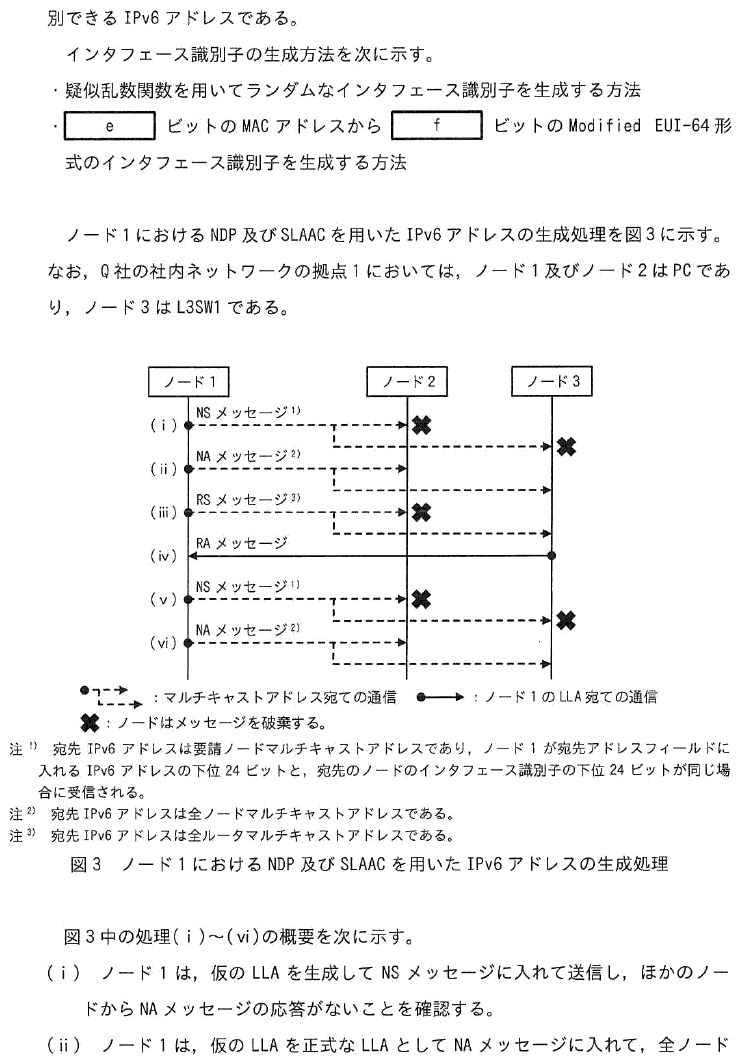 別できる IPv6 アドレスである。
インタフェース識別子の生成方法を次に示す。
・疑似乱数関数を用いてランダムなインタフェース識別子を生成する方法
・ e ビットの MAC アドレスから f ビットの Modified EUI-64 形
式のインタフェース識別子を生成する方法
ノード1における NDP 及び SLAAC を用いた IPv6 アドレスの生成処理を図3に示す。
なお，Q社の社内ネットワークの拠点1においては，ノード1及びノード2は PC であ
り，ノード3は L3SW1 である。
ノード1 ノード2 ノード3
(ⅰ) NS メッセージ1)
(ⅱ) NA メッセージ2)
(ⅲ) RS メッセージ3)
(ⅳ) RA メッセージ
(ⅴ) NS メッセージ1)
(ⅵ) NA メッセージ2)
：マルチキャストアドレス宛ての通信 ：ノード1の LLA 宛ての通信
：ノードはメッセージを破棄する。
注1) 宛先 IPv6 アドレスは要請ノードマルチキャストアドレスであり，ノード1が宛先アドレスフィールドに
入れる IPv6 アドレスの下位 24 ビットと，宛先のノードのインタフェース識別子の下位 24 ビットが同じ場
合に受信される。
注2) 宛先 IPv6 アドレスは全ノードマルチキャストアドレスである。
注3) 宛先 IPv6 アドレスは全ルータマルチキャストアドレスである。
図3 ノード1における NDP 及び SLAAC を用いた IPv6 アドレスの生成処理
図3中の処理(ⅰ)～(ⅵ)の概要を次に示す。
(ⅰ) ノード1は，仮の LLA を生成して NS メッセージに入れて送信し，ほかのノー
ドから NA メッセージの応答がないことを確認する。
(ⅱ) ノード1は，仮の LLA を正式な LLA として NA メッセージに入れて，全ノード